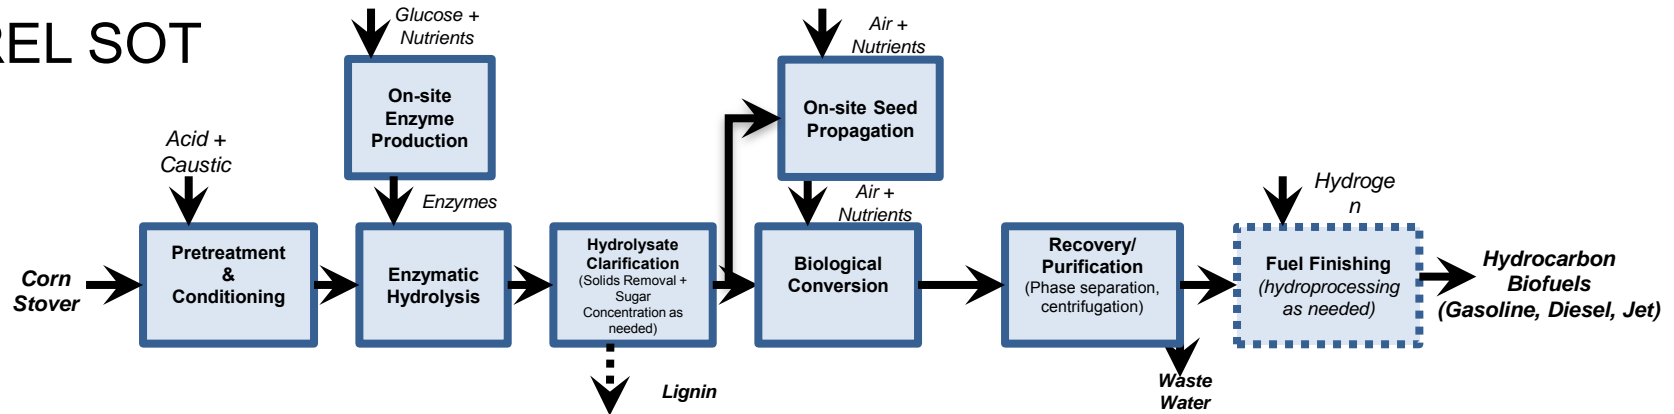 REL SOT
Glucose +
Nutrients
Air +
Nutrients
On-site
Enzyme
Production
On-site Seed
Propagation
Acid +
Caustic
Enzymes
Air +
Nutrients
Hydroge
n
Corn
Stover
Pretreatment
&
Conditioning
Enzymatic
Hydrolysis
Hydrolysate
Clarification
(Solids Removal +
Sugar
Concentration as
needed)
Biological
Conversion
Recovery/
Purification
(Phase separation,
centrifugation)
Fuel Finishing
(hydroprocessing
as needed)
Hydrocarbon
Biofuels
(Gasoline, Diesel, Jet)
Lignin
Waste
Water